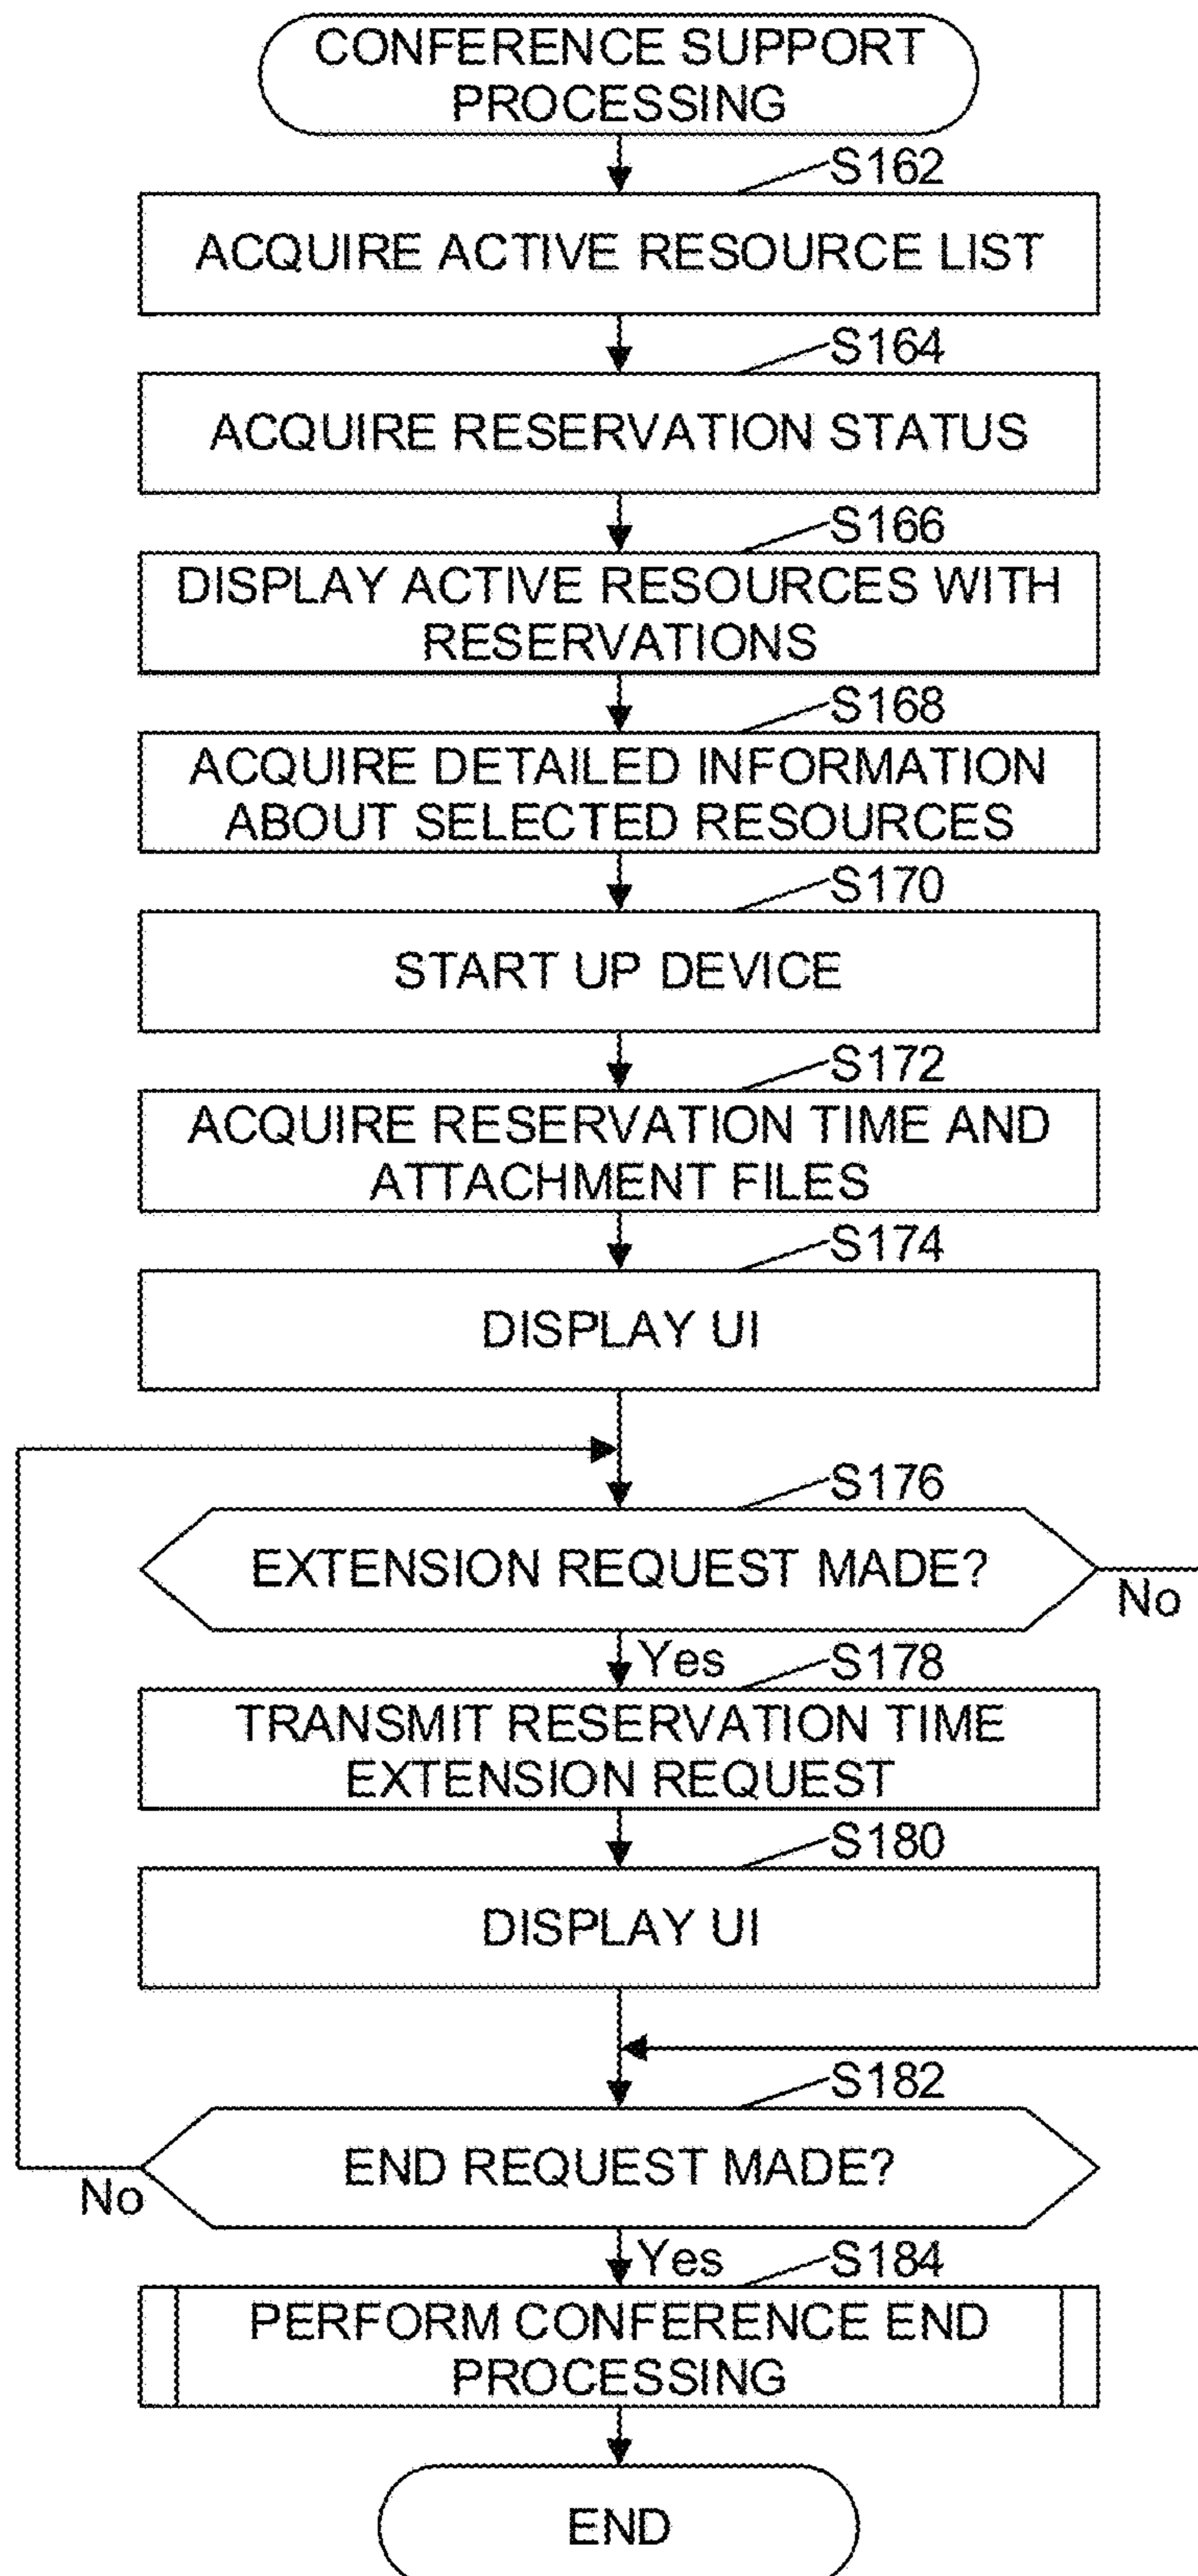 CONFERENCE SUPPORT
PROCESSING
S162
ACQUIRE ACTIVE RESOURCE LIST
S164
ACQUIRE RESERVATION STATUS
S166
DISPLAY ACTIVE RESOURCES WITH
RESERVATIONS
S168
ACQUIRE DETAILED INFORMATION
ABOUT SELECTED RESOURCES
S170
START UP DEVICE
S172
ACQUIRE RESERVATION TIME AND
ATTACHMENT FILES
S174
DISPLAY UI
S176
EXTENSION REQUEST MADE?
No
Yes
S178
TRANSMIT RESERVATION TIME
EXTENSION REQUEST
S180
DISPLAY UI
S182
END REQUEST MADE?
No
Yes
S184
PERFORM CONFERENCE END
PROCESSING
END